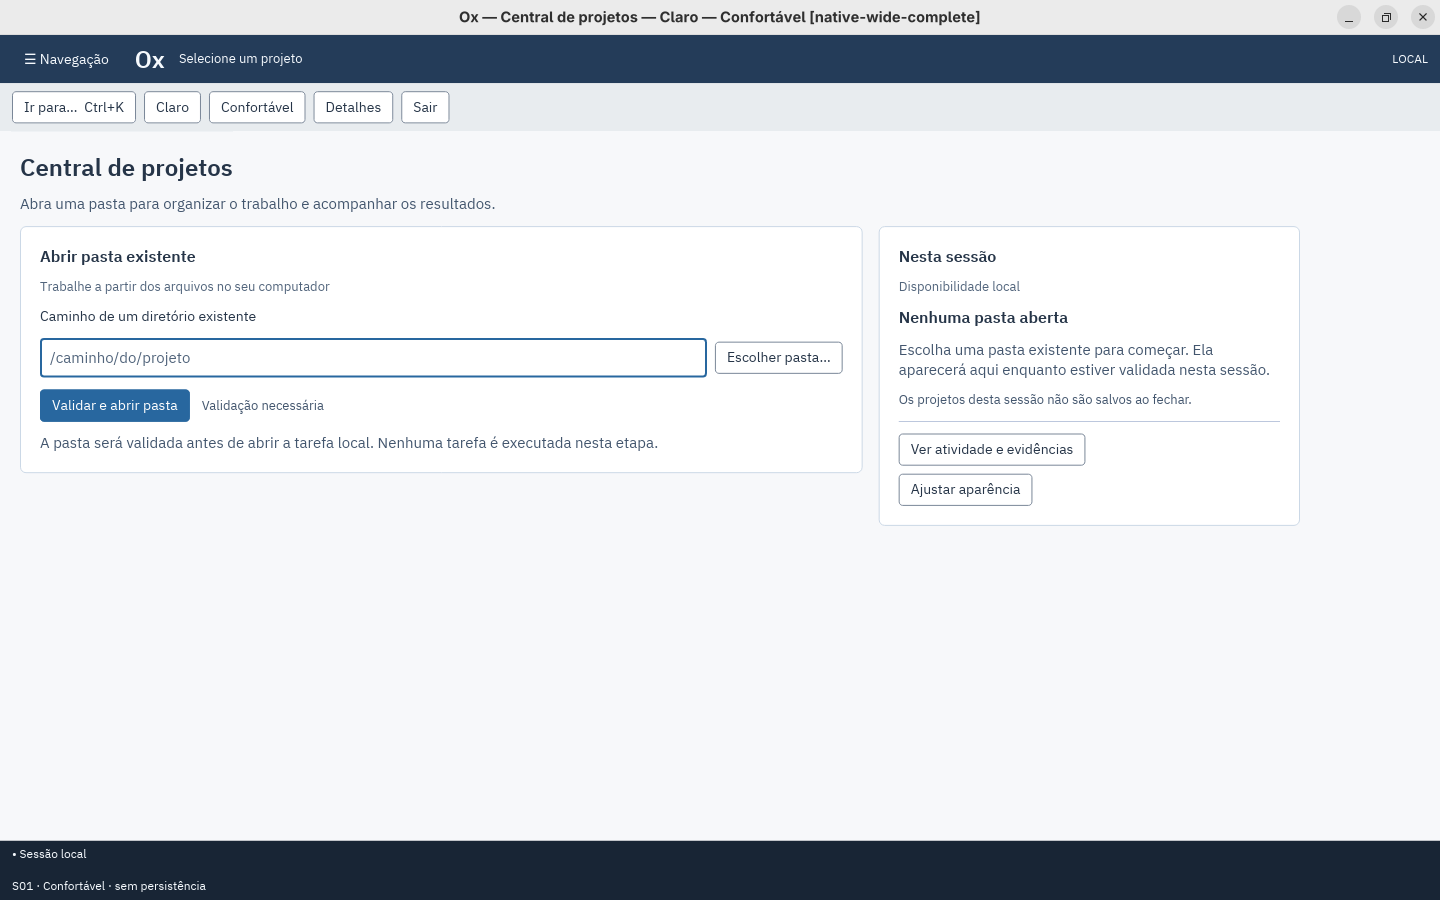 Ox — Central de projetos — Claro — Confortável [native-wide-complete]
☰ Navegação
Ox
Selecione um projeto
LOCAL
Ir para... Ctrl+K
Claro
Confortável
Detalhes
Sair
Central de projetos
Abra uma pasta para organizar o trabalho e acompanhar os resultados.
Abrir pasta existente
Trabalhe a partir dos arquivos no seu computador
Caminho de um diretório existente
/caminho/do/projeto
Escolher pasta...
Validar e abrir pasta
Validação necessária
A pasta será validada antes de abrir a tarefa local. Nenhuma tarefa é executada nesta etapa.
Nesta sessão
Disponibilidade local
Nenhuma pasta aberta
Escolha uma pasta existente para começar. Ela
aparecerá aqui enquanto estiver validada nesta sessão.
Os projetos desta sessão não são salvos ao fechar.
Ver atividade e evidências
Ajustar aparência
• Sessão local
S01 · Confortável · sem persistência